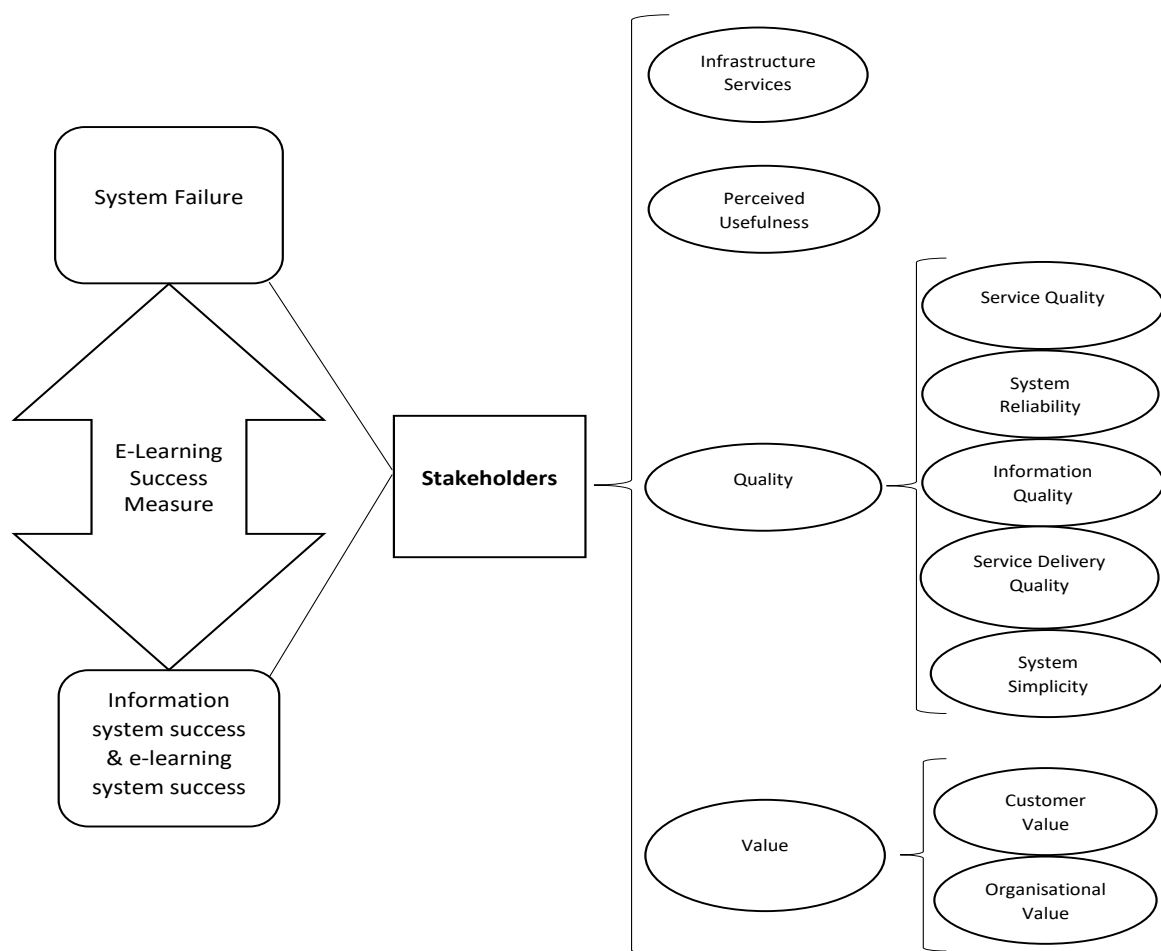 System Failure
E-Learning
Success
Measure
Information
system success
& e-learning
system success
Stakeholders
Infrastructure
Services
Perceived
Usefulness
Quality
Value
Service Quality
System
Reliability
Information
Quality
Service Delivery
Quality
System
Simplicity
Customer
Value
Organisational
Value